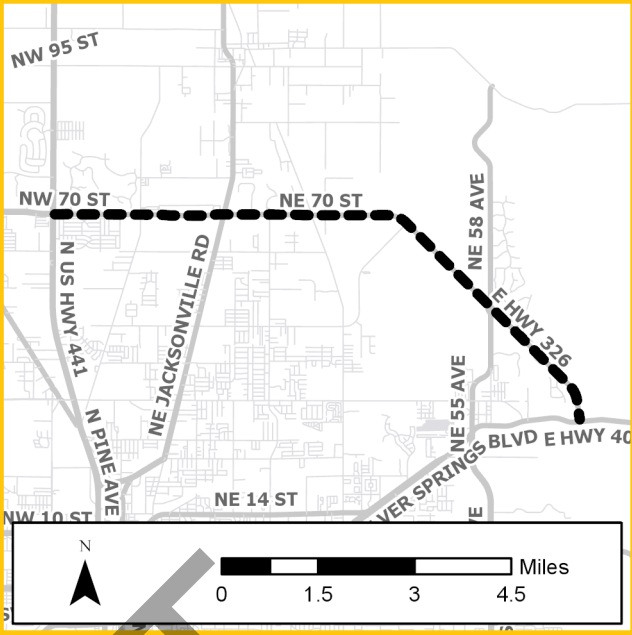 NW 95 ST
NW 70 ST
NE 70 ST
NE 58 AVE
N US HWY 441
NE JACKSONVILLE RD
E HWY 326
NE 55 AVE
N PINE AVE
BLVD
E HWY 40
LVER SPRINGS
NE 14 ST
NW 10 ST
VE
N
Miles
0 1.5 3 4.5